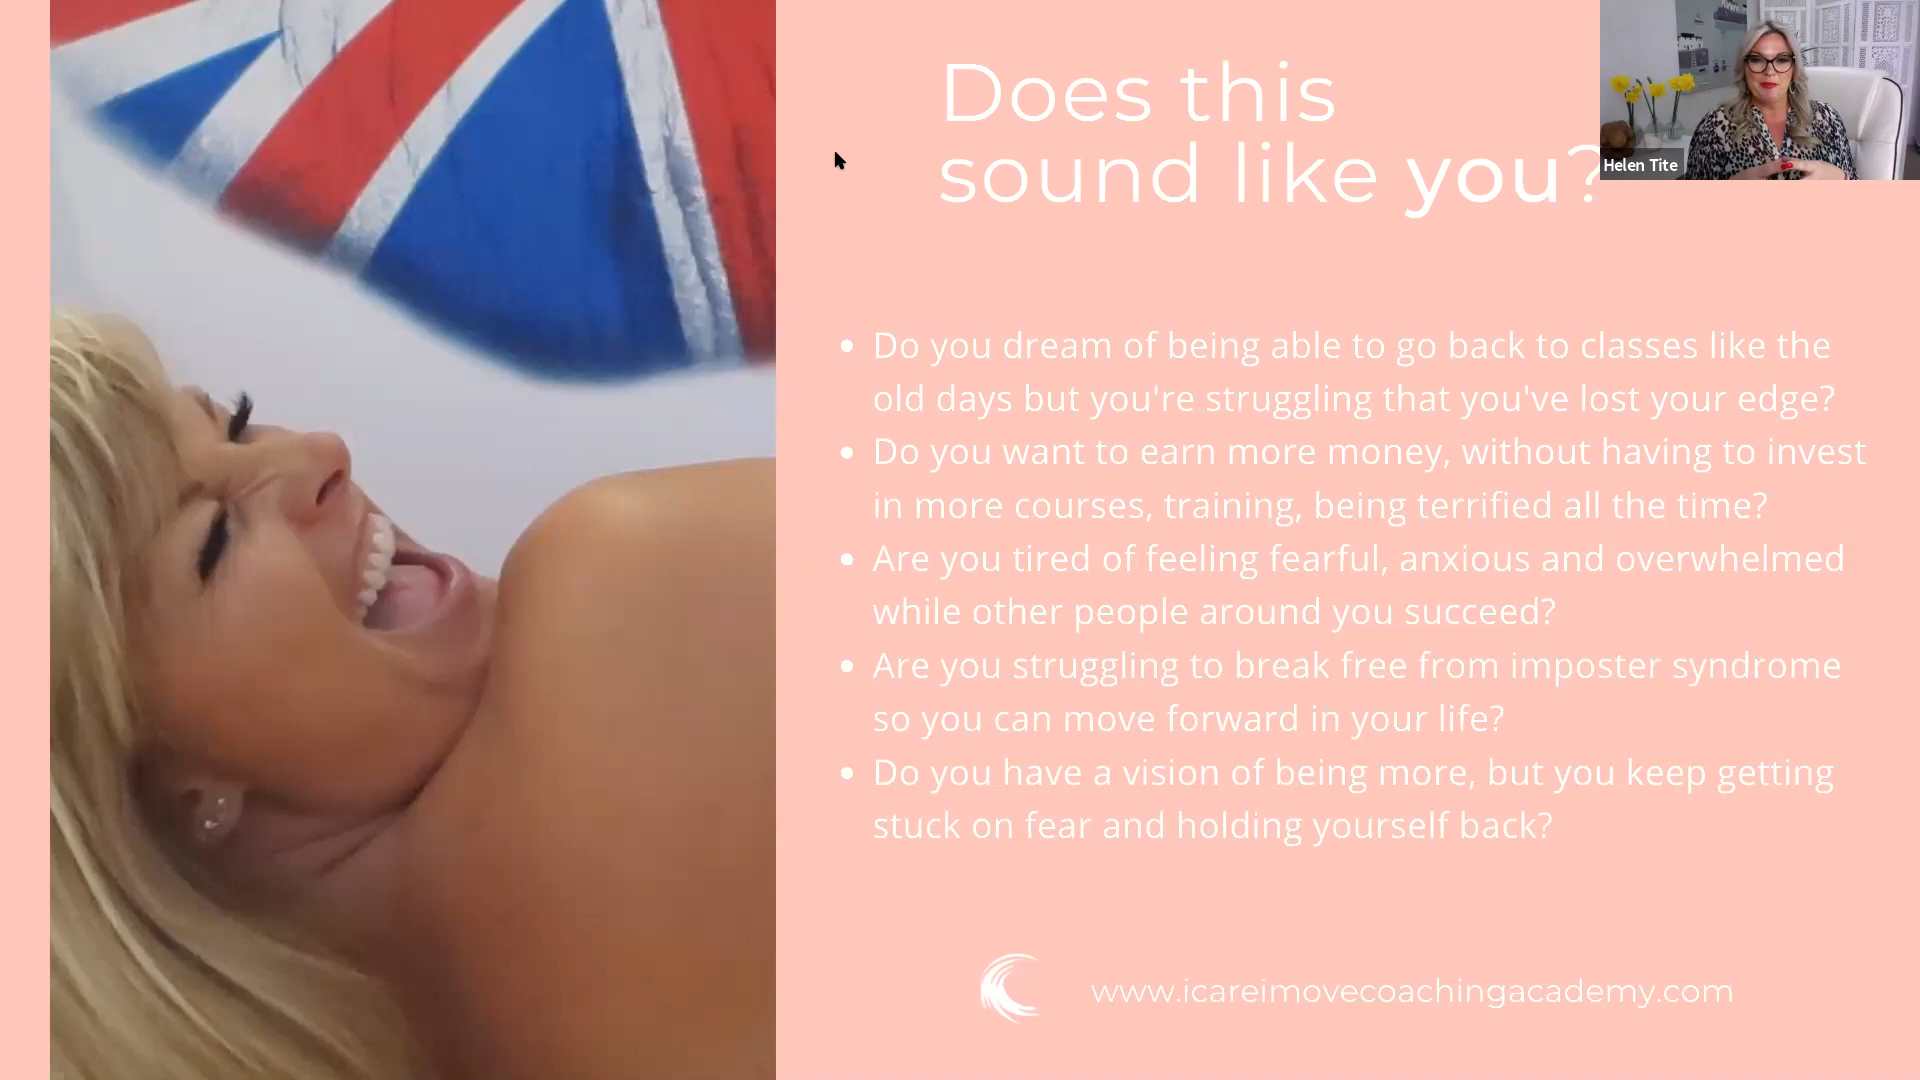 Does this
sound like you?
Helen Tite
• Do you dream of being able to go back to classes like the
old days but you're struggling that you've lost your edge?
• Do you want to earn more money, without having to invest
in more courses, training, being terrified all the time?
• Are you tired of feeling fearful, anxious and overwhelmed
while other people around you succeed?
• Are you struggling to break free from imposter syndrome
so you can move forward in your life?
• Do you have a vision of being more, but you keep getting
stuck on fear and holding yourself back?
www.icareimovecoachingacademy.com